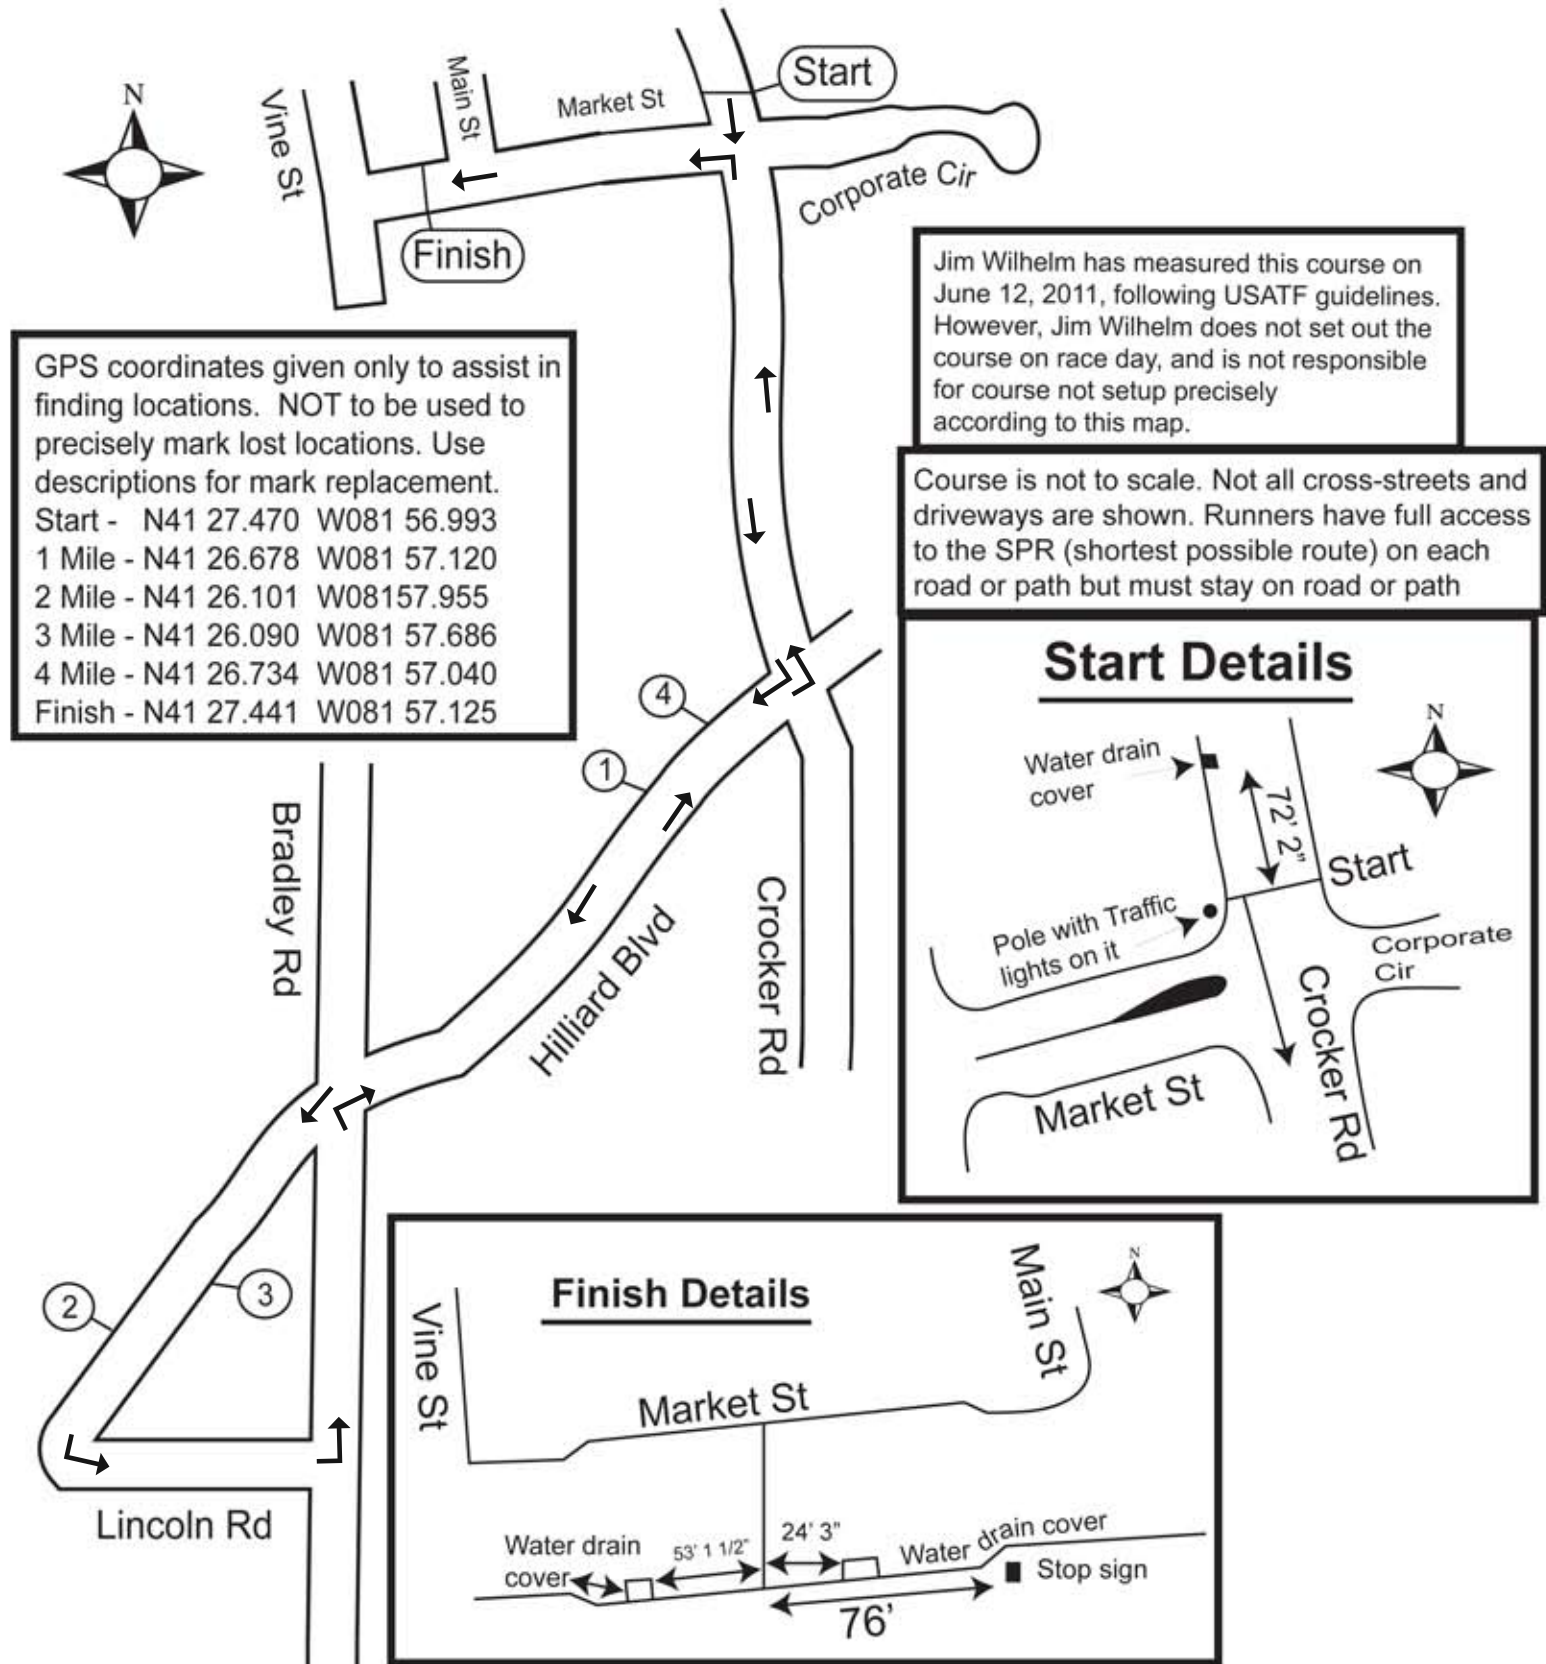 Start
Main St
Market St
N
Vine St
Corporate Cir
Finish
Jim Wilhelm has measured this course on
June 12, 2011, following USATF guidelines.
However, Jim Wilhelm does not set out the
course on race day, and is not responsible
for course not setup precisely
according to this map.
GPS coordinates given only to assist in
finding locations.  NOT to be used to
precisely mark lost locations. Use
descriptions for mark replacement.
Start -   N41 27.470  W081 56.993
1 Mile - N41 26.678  W081 57.120
2 Mile - N41 26.101  W08157.955
3 Mile - N41 26.090  W081 57.686
4 Mile - N41 26.734  W081 57.040
Finish - N41 27.441  W081 57.125
Course is not to scale. Not all cross-streets and
driveways are shown. Runners have full access
to the SPR (shortest possible route) on each
road or path but must stay on road or path
4
1
Bradley Rd
Hilliard Blvd
Crocker Rd
2
3
Lincoln Rd
Start Details
N
Water drain
cover
72' 2"
Start
Pole with Traffic
lights on it
Corporate
Cir
Crocker Rd
Market St
Finish Details
N
Vine St
Main St
Market St
Water drain
cover
53' 1 1/2"
24' 3"
Water drain cover
Stop sign
76'